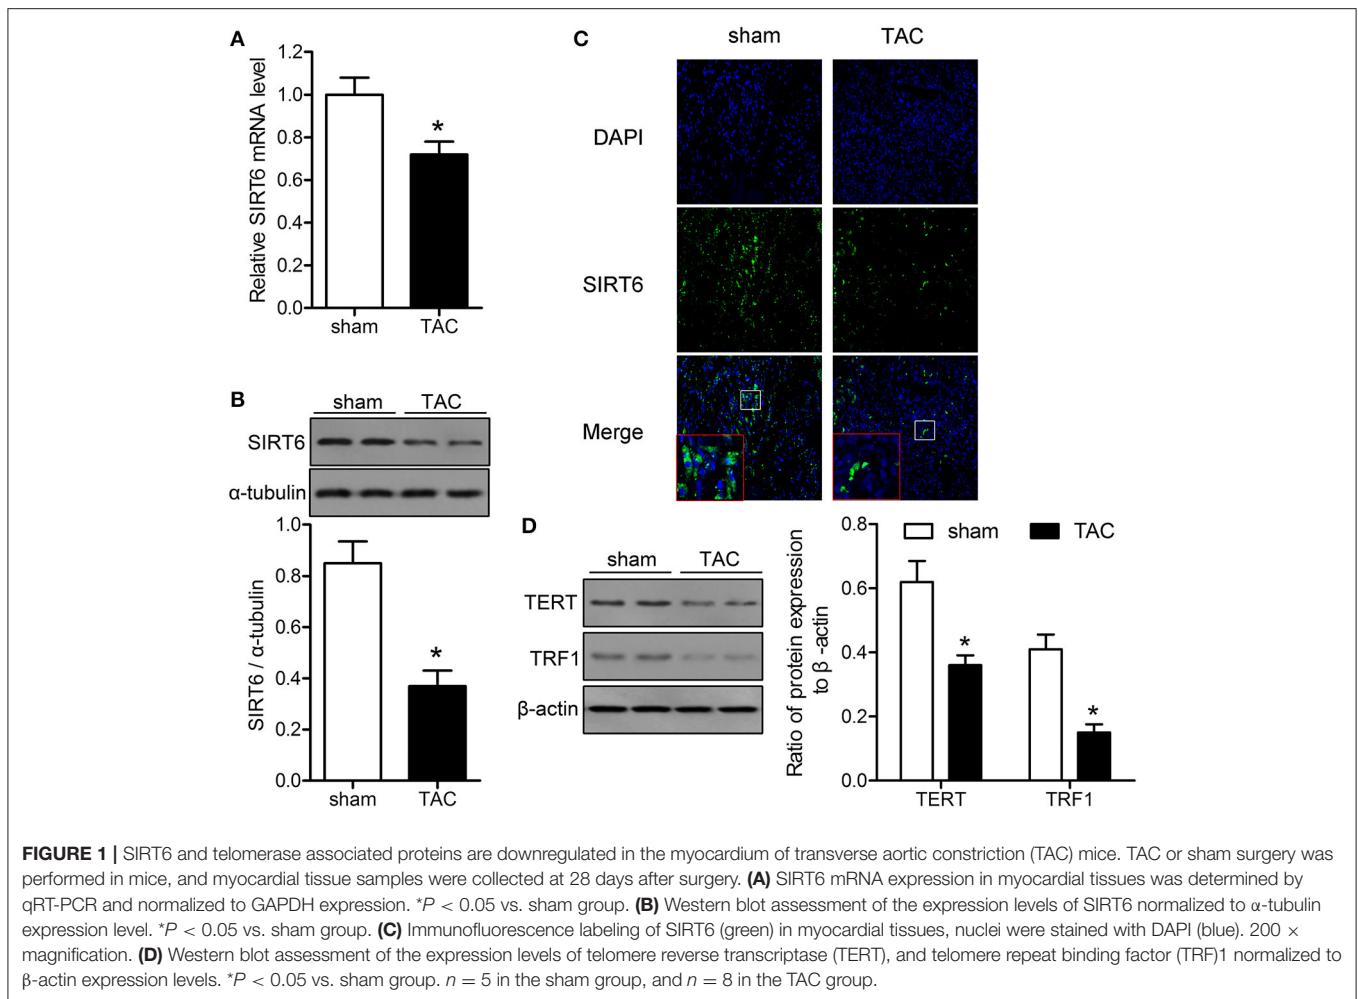 A
1.2
1.0
0.8
0.6
0.4
0.2
0.0
Relative SIRT6 mRNA level
*
sham TAC
B
sham TAC
SIRT6
α-tubulin
1.0
0.8
0.6
0.4
0.2
0.0
SIRT6 / α-tubulin
*
sham TAC
C
sham TAC
DAPI
SIRT6
Merge
D
sham TAC
TERT
TRF1
β-actin
0.8
0.6
0.4
0.2
0.0
Ratio of protein expression
to β -actin
sham TAC
*
*
TERT TRF1
FIGURE 1 | SIRT6 and telomerase associated proteins are downregulated in the myocardium of transverse aortic constriction (TAC) mice. TAC or sham surgery was
performed in mice, and myocardial tissue samples were collected at 28 days after surgery. (A) SIRT6 mRNA expression in myocardial tissues was determined by
qRT-PCR and normalized to GAPDH expression. *P < 0.05 vs. sham group. (B) Western blot assessment of the expression levels of SIRT6 normalized to α-tubulin
expression level. *P < 0.05 vs. sham group. (C) Immunofluorescence labeling of SIRT6 (green) in myocardial tissues, nuclei were stained with DAPI (blue). 200 ×
magnification. (D) Western blot assessment of the expression levels of telomere reverse transcriptase (TERT), and telomere repeat binding factor (TRF)1 normalized to
β-actin expression levels. *P < 0.05 vs. sham group. n = 5 in the sham group, and n = 8 in the TAC group.